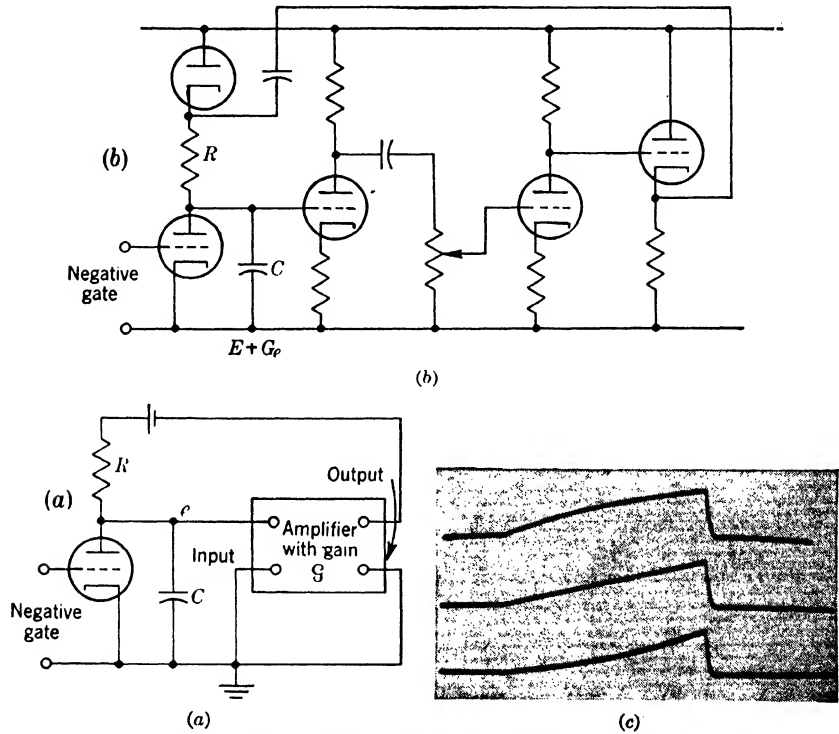 (b)
R
Negative
gate
C
E + Ge
(b)
R
(a)
e
Output
Input
Amplifier
with gain
G
C
Negative
gate
(a)
(c)